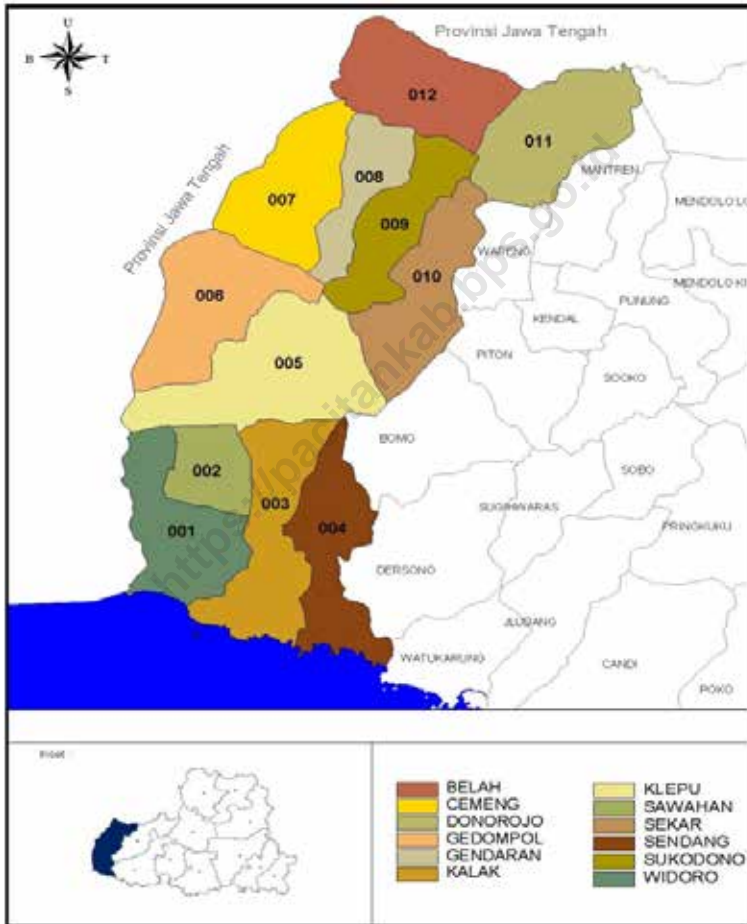 Provinsi Jawa Tengah
U
B T
S
012
011
MANTREN
008
007
009
MENDOLO
WARENG
010
006
PUNUNG
MENDOLO
KENDAL
PITON
005
SOOKO
BOMO
SOBO
002
003
SUGIHWARAS
004
001
PRINGKUKU
DERSONO
JLUBANG
WATUKARUNG
CANDI
POKO
Provinsi Jawa Tengah
https://pacitankab.bps.go.id
Inset
BELAH
CEMENG
DONOROJO
GEDOMPOL
GENDARAN
KALAK
KLEPU
SAWAHAN
SEKAR
SENDANG
SUKODONO
WIDORO